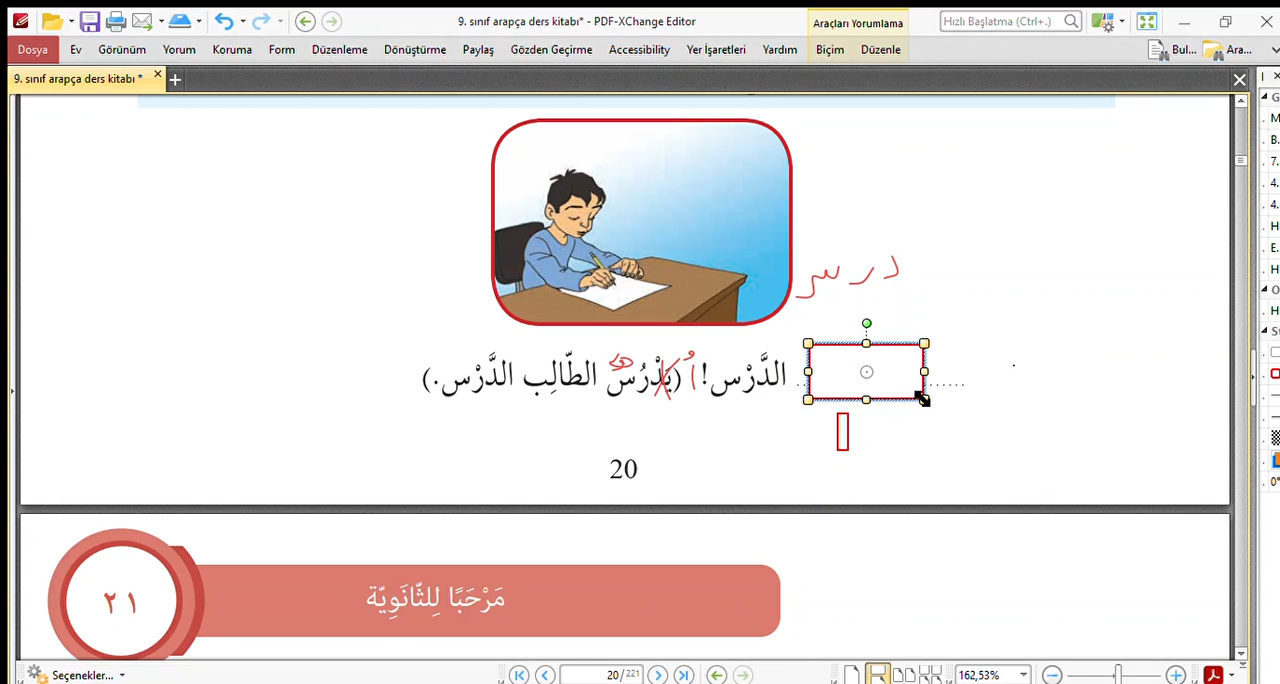 9. sınıf arapça ders kitabı* - PDF-XChange Editor
Araçları Yorumlama
Hızlı Başlatma (Ctrl+.)
Dosya Ev Görünüm Yorum Koruma Form Düzenleme Dönüştürme Paylaş Gözden Geçirme Accessibility Yer İşaretleri Yardım Biçim Düzenle Bul... Ara...
9. sınıf arapça ders kitabı *
درس
الدَّرْس! (يَدْرُسُ الطّالِب الدَّرْس.)
20
٢١
مَرْحَبًا لِلثّانَوِيّة
Seçenekler... 20 / 221 162,53%